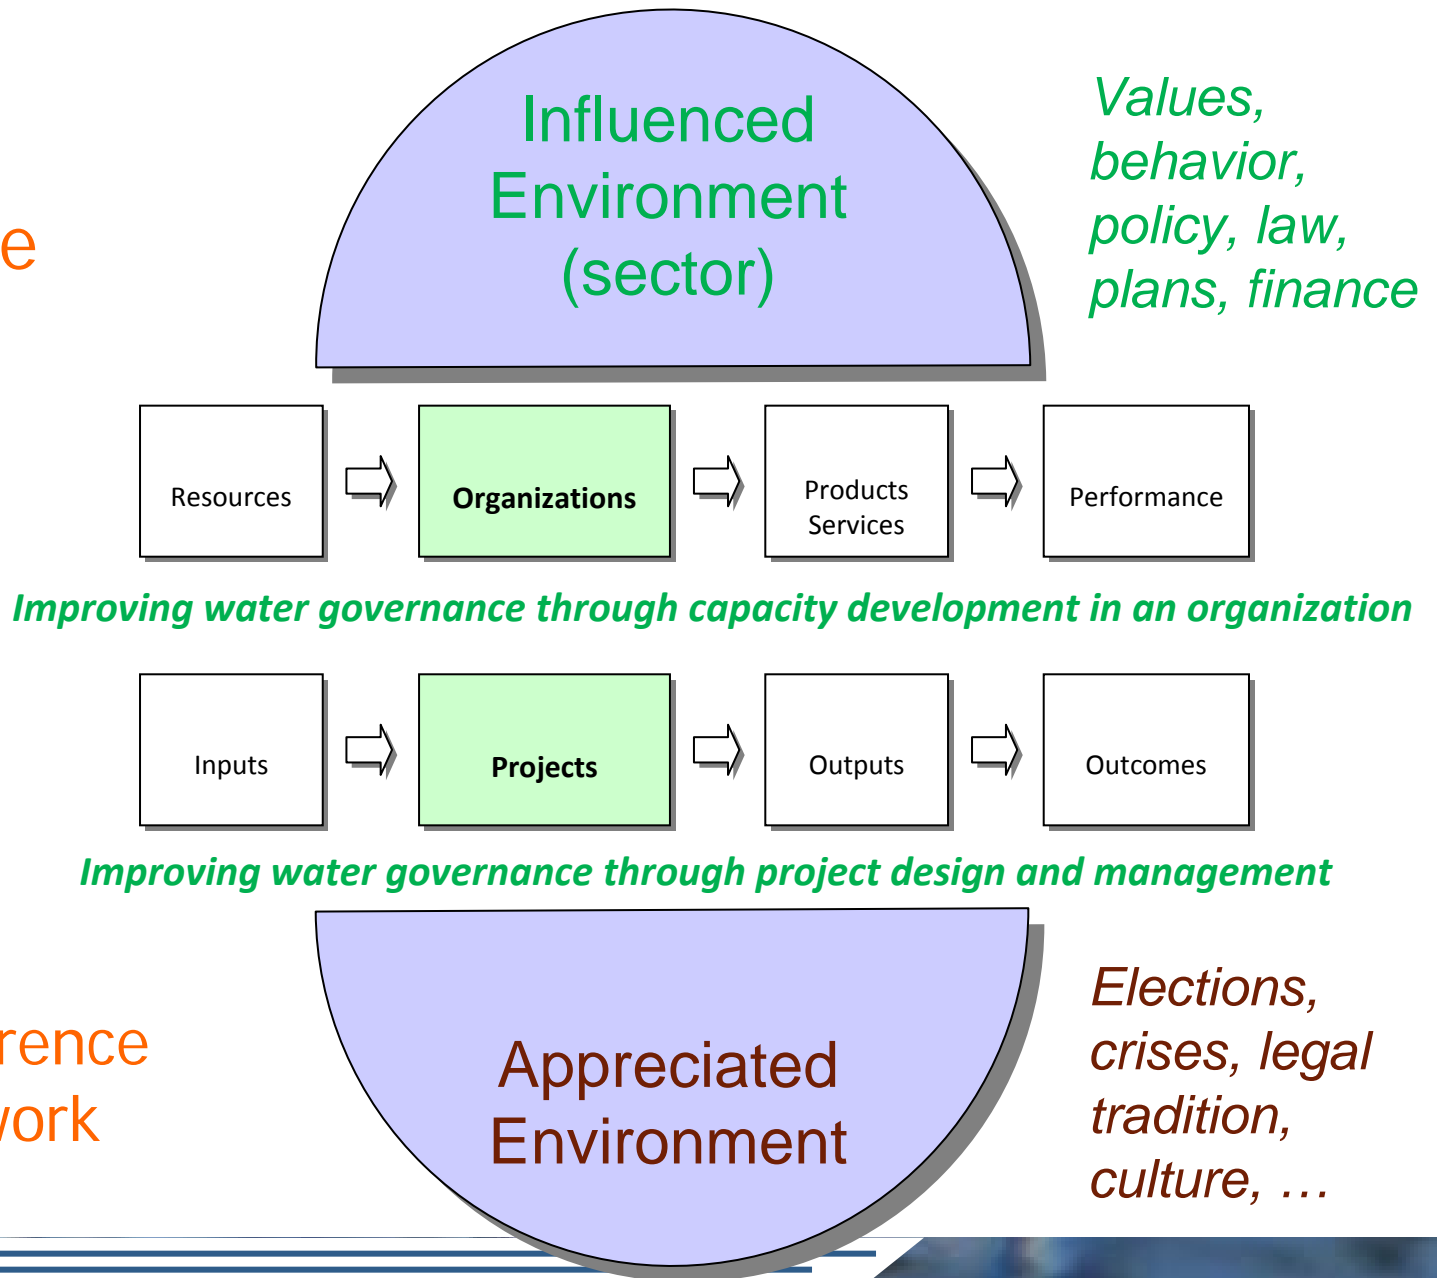 Influenced
Environment
(sector)
Values,
behavior,
policy, law,
plans, finance
e
Resources
Organizations
Products
Services
Performance
Improving water governance through capacity development in an organization
Inputs
Projects
Outputs
Outcomes
Improving water governance through project design and management
rence
work
Appreciated
Environment
Elections,
crises, legal
tradition,
culture, …